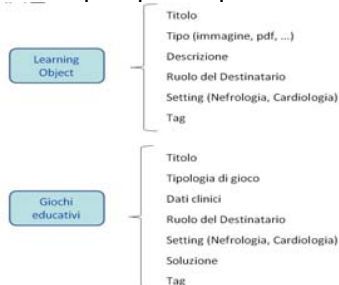 Titolo
Tipo (immagine, pdf, ...)
Learning
Object
Descrizione
Ruolo del Destinatario
Setting (Nefrologia, Cardiologia)
Tag
Titolo
Tipologia di gioco
Giochi
educativi
Dati clinici
Ruolo del Destinatario
Setting (Nefrologia, Cardiologia)
Soluzione
Tag